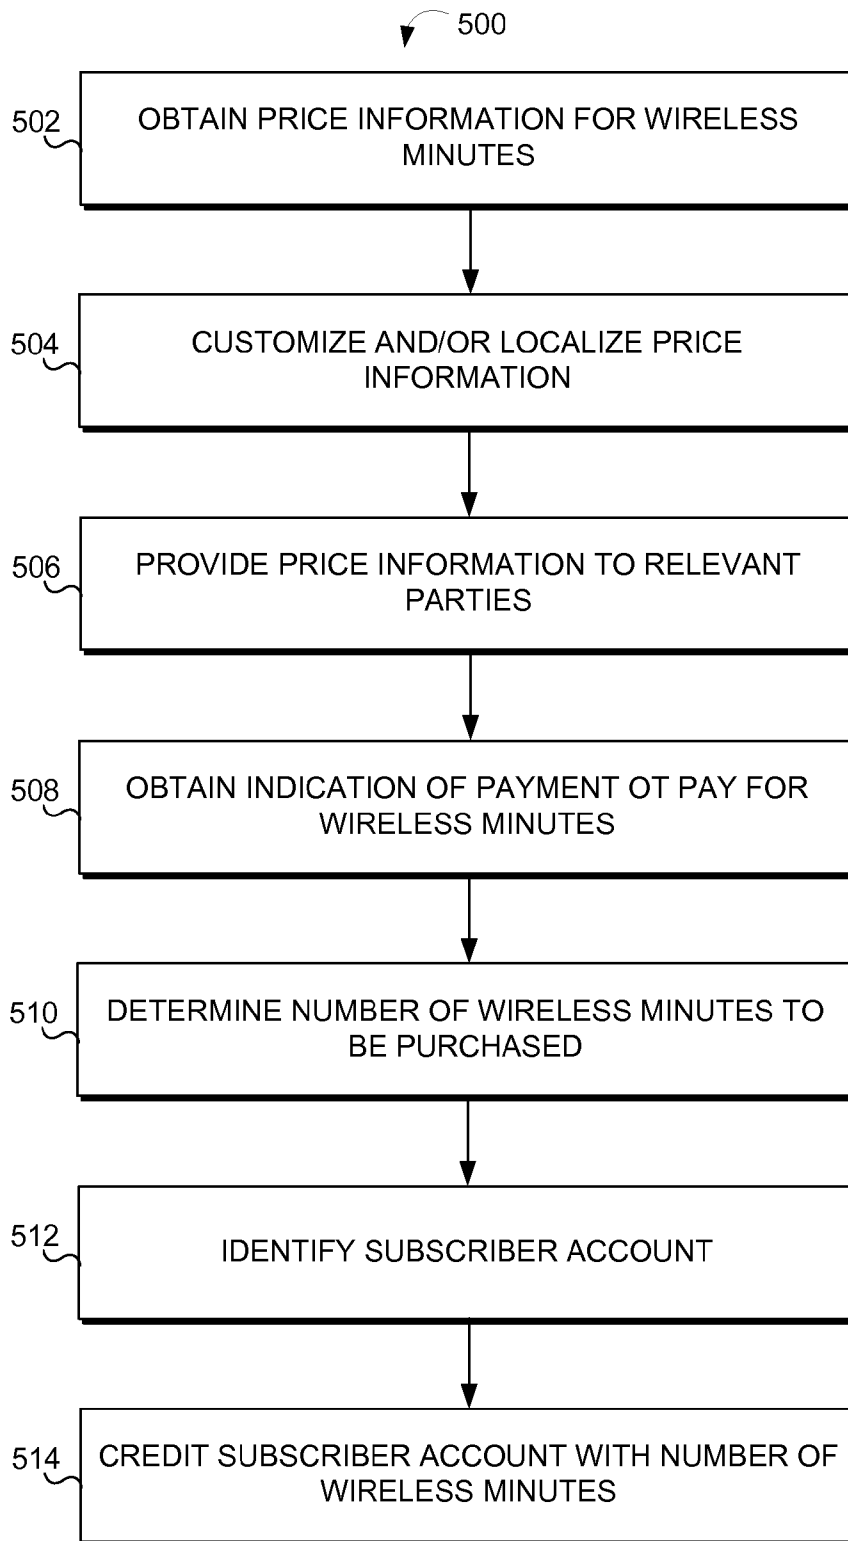 500
502
OBTAIN PRICE INFORMATION FOR WIRELESS
MINUTES
504
CUSTOMIZE AND/OR LOCALIZE PRICE
INFORMATION
506
PROVIDE PRICE INFORMATION TO RELEVANT
PARTIES
508
OBTAIN INDICATION OF PAYMENT OT PAY FOR
WIRELESS MINUTES
510
DETERMINE NUMBER OF WIRELESS MINUTES TO
BE PURCHASED
512
IDENTIFY SUBSCRIBER ACCOUNT
514
CREDIT SUBSCRIBER ACCOUNT WITH NUMBER OF
WIRELESS MINUTES